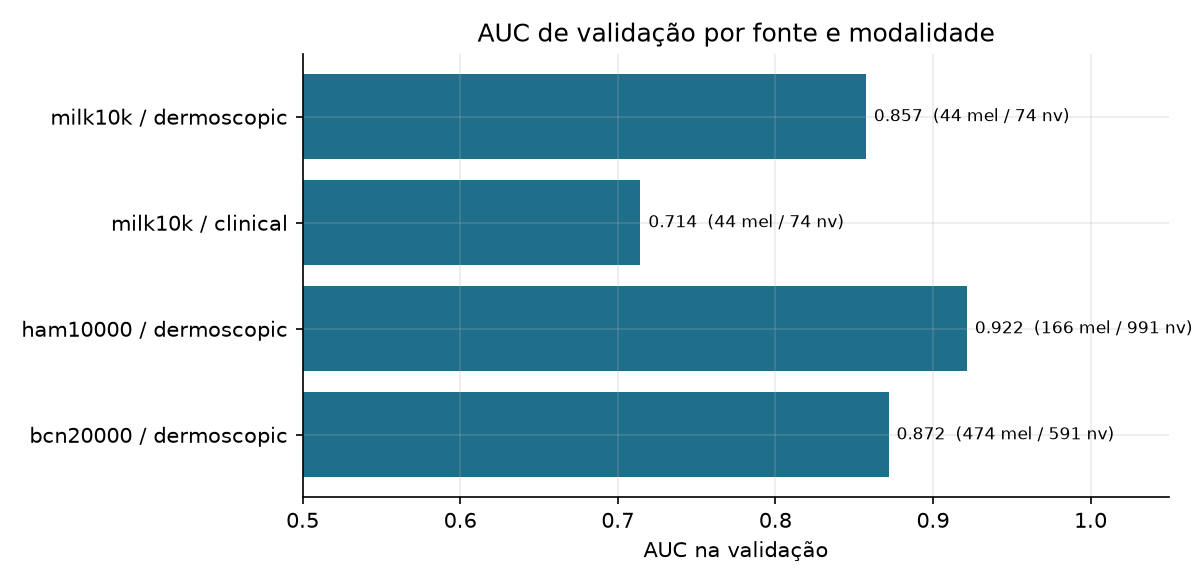 AUC de validação por fonte e modalidade
milk10k / dermoscopic
0.857  (44 mel / 74 nv)
milk10k / clinical
0.714  (44 mel / 74 nv)
ham10000 / dermoscopic
0.922  (166 mel / 991 nv)
bcn20000 / dermoscopic
0.872  (474 mel / 591 nv)
0.5 0.6 0.7 0.8 0.9 1.0
AUC na validação